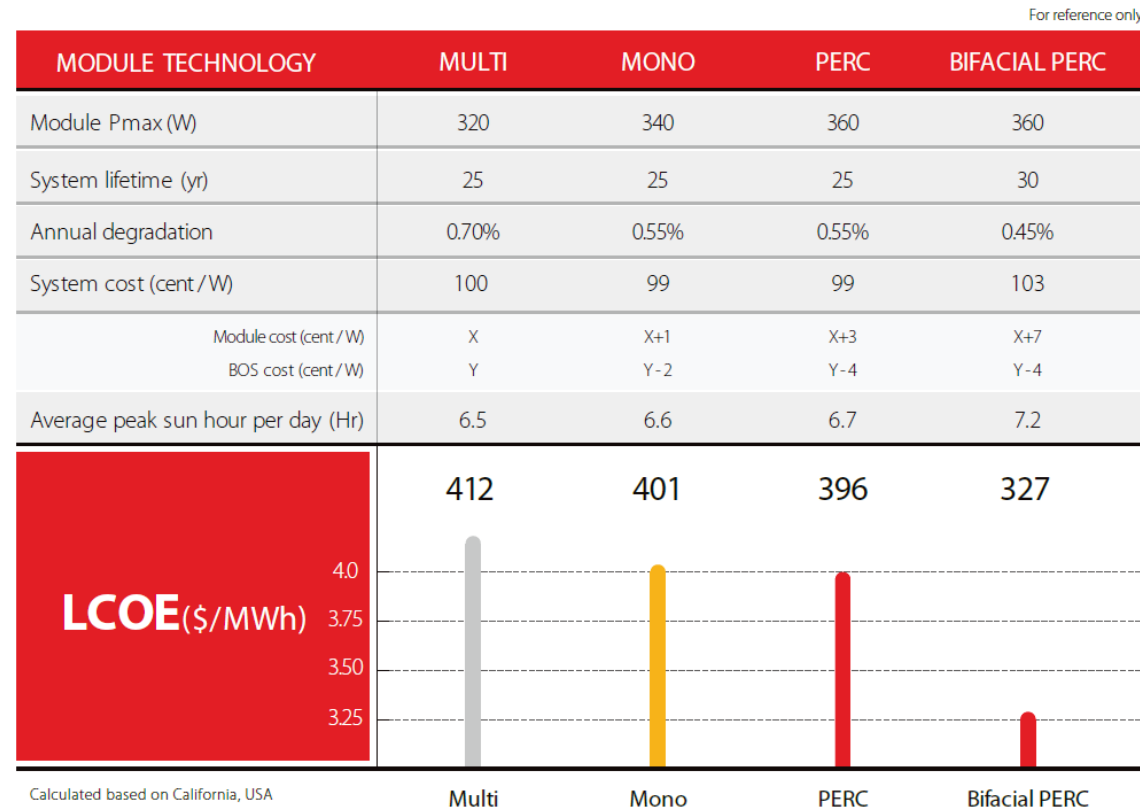 For reference only
MODULE TECHNOLOGY MULTI MONO PERC BIFACIAL PERC
Module Pmax (W) 320 340 360 360
System lifetime (yr) 25 25 25 30
Annual degradation 0.70% 0.55% 0.55% 0.45%
System cost (cent/W) 100 99 99 103
Module cost (cent/W) X X+1 X+3 X+7
BOS cost (cent/W) Y Y-2 Y-4 Y-4
Average peak sun hour per day (Hr) 6.5 6.6 6.7 7.2
412 401 396 327
4.0
LCOE($/MWh) 3.75
3.50
3.25
Calculated based on California, USA Multi Mono PERC Bifacial PERC